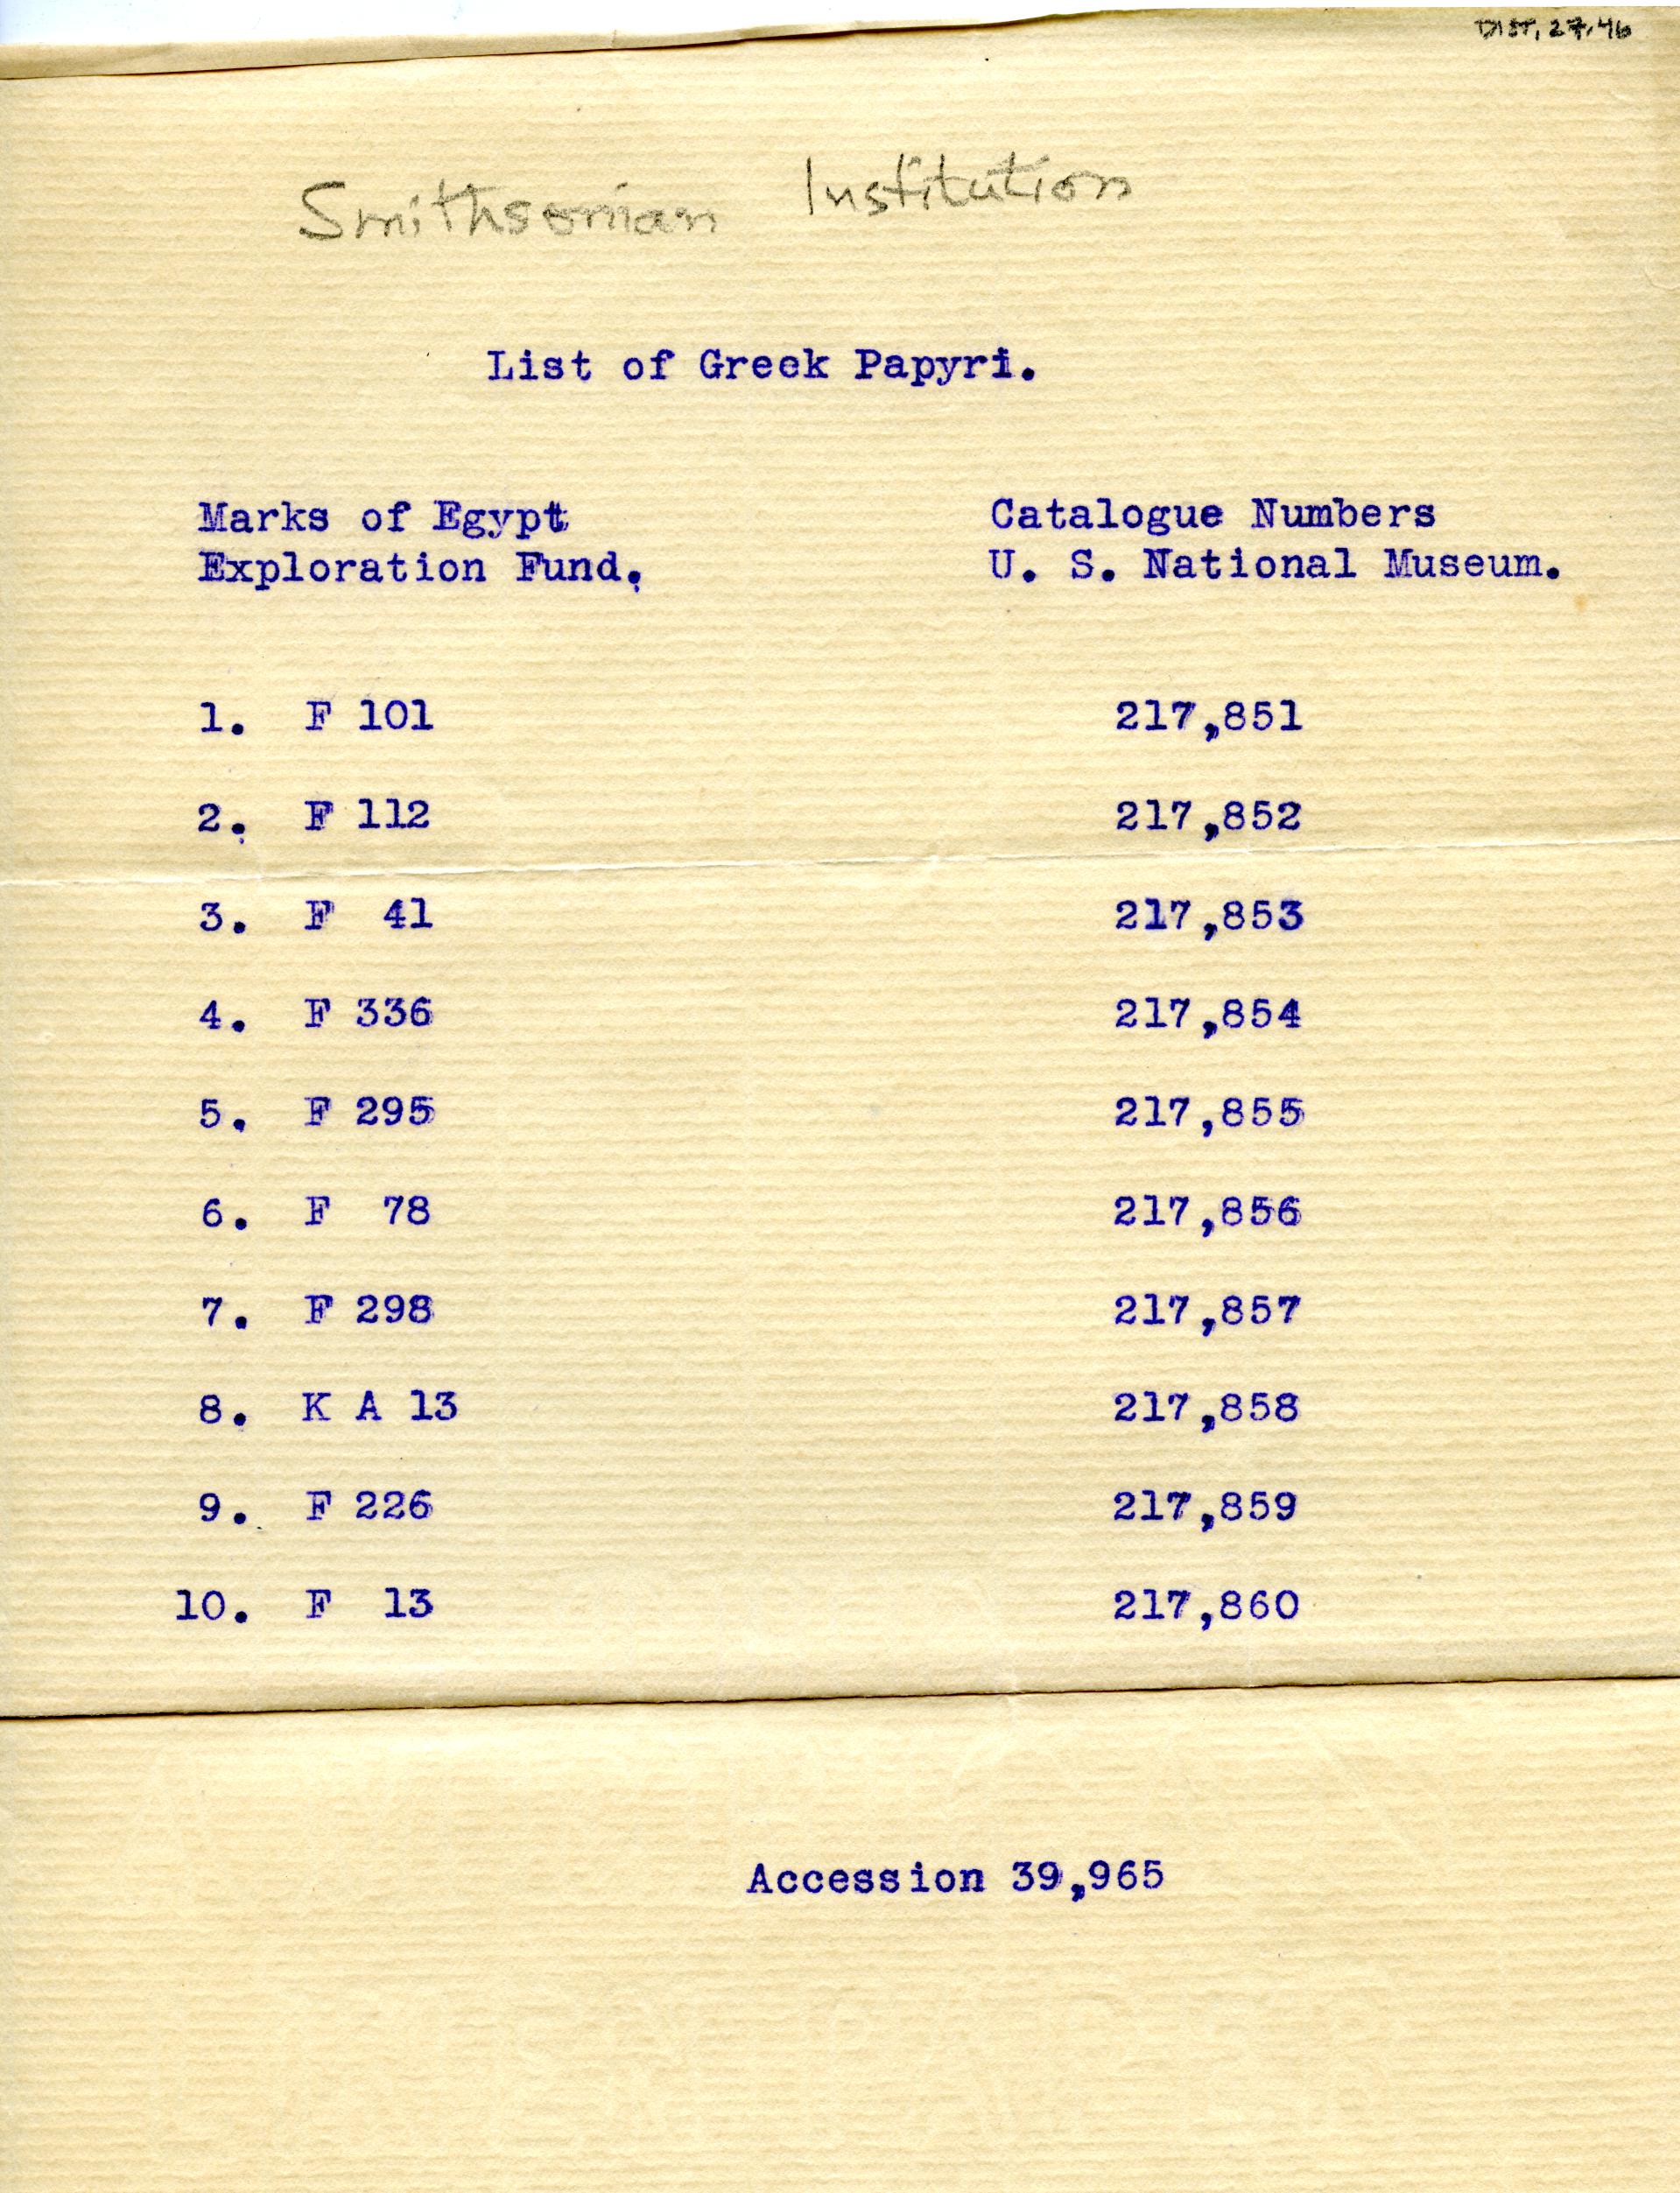 DIST. 27.46
Smithsonian Institution
List of Greek Papyri.
Marks of Egypt Catalogue Numbers
Exploration Fund. U. S. National Museum.
1. F 101 217,851
2. F 112 217,852
3. F 41 217,853
4. F 336 217,854
5. F 295 217,855
6. F 78 217,856
7. F 298 217,857
8. K A 13 217,858
9. F 226 217,859
10. F 13 217,860
Accession 39,965